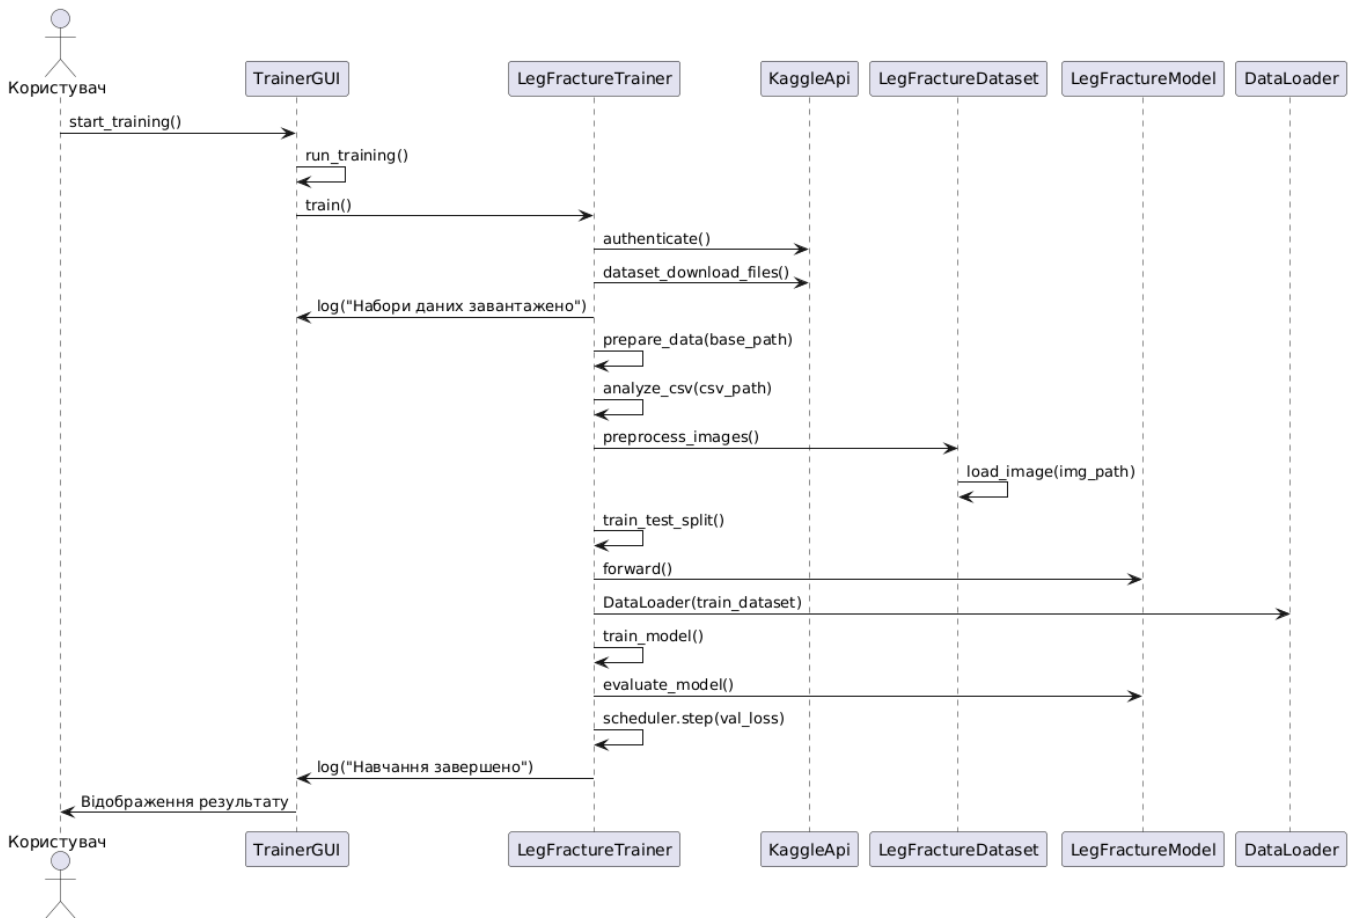 Користувач
TrainerGUI
LegFractureTrainer
KaggleApi
LegFractureDataset
LegFractureModel
DataLoader
start_training()
run_training()
train()
authenticate()
dataset_download_files()
log("Набори даних завантажено")
prepare_data(base_path)
analyze_csv(csv_path)
preprocess_images()
load_image(img_path)
train_test_split()
forward()
DataLoader(train_dataset)
train_model()
evaluate_model()
scheduler.step(val_loss)
log("Навчання завершено")
Відображення результату
Користувач
TrainerGUI
LegFractureTrainer
KaggleApi
LegFractureDataset
LegFractureModel
DataLoader